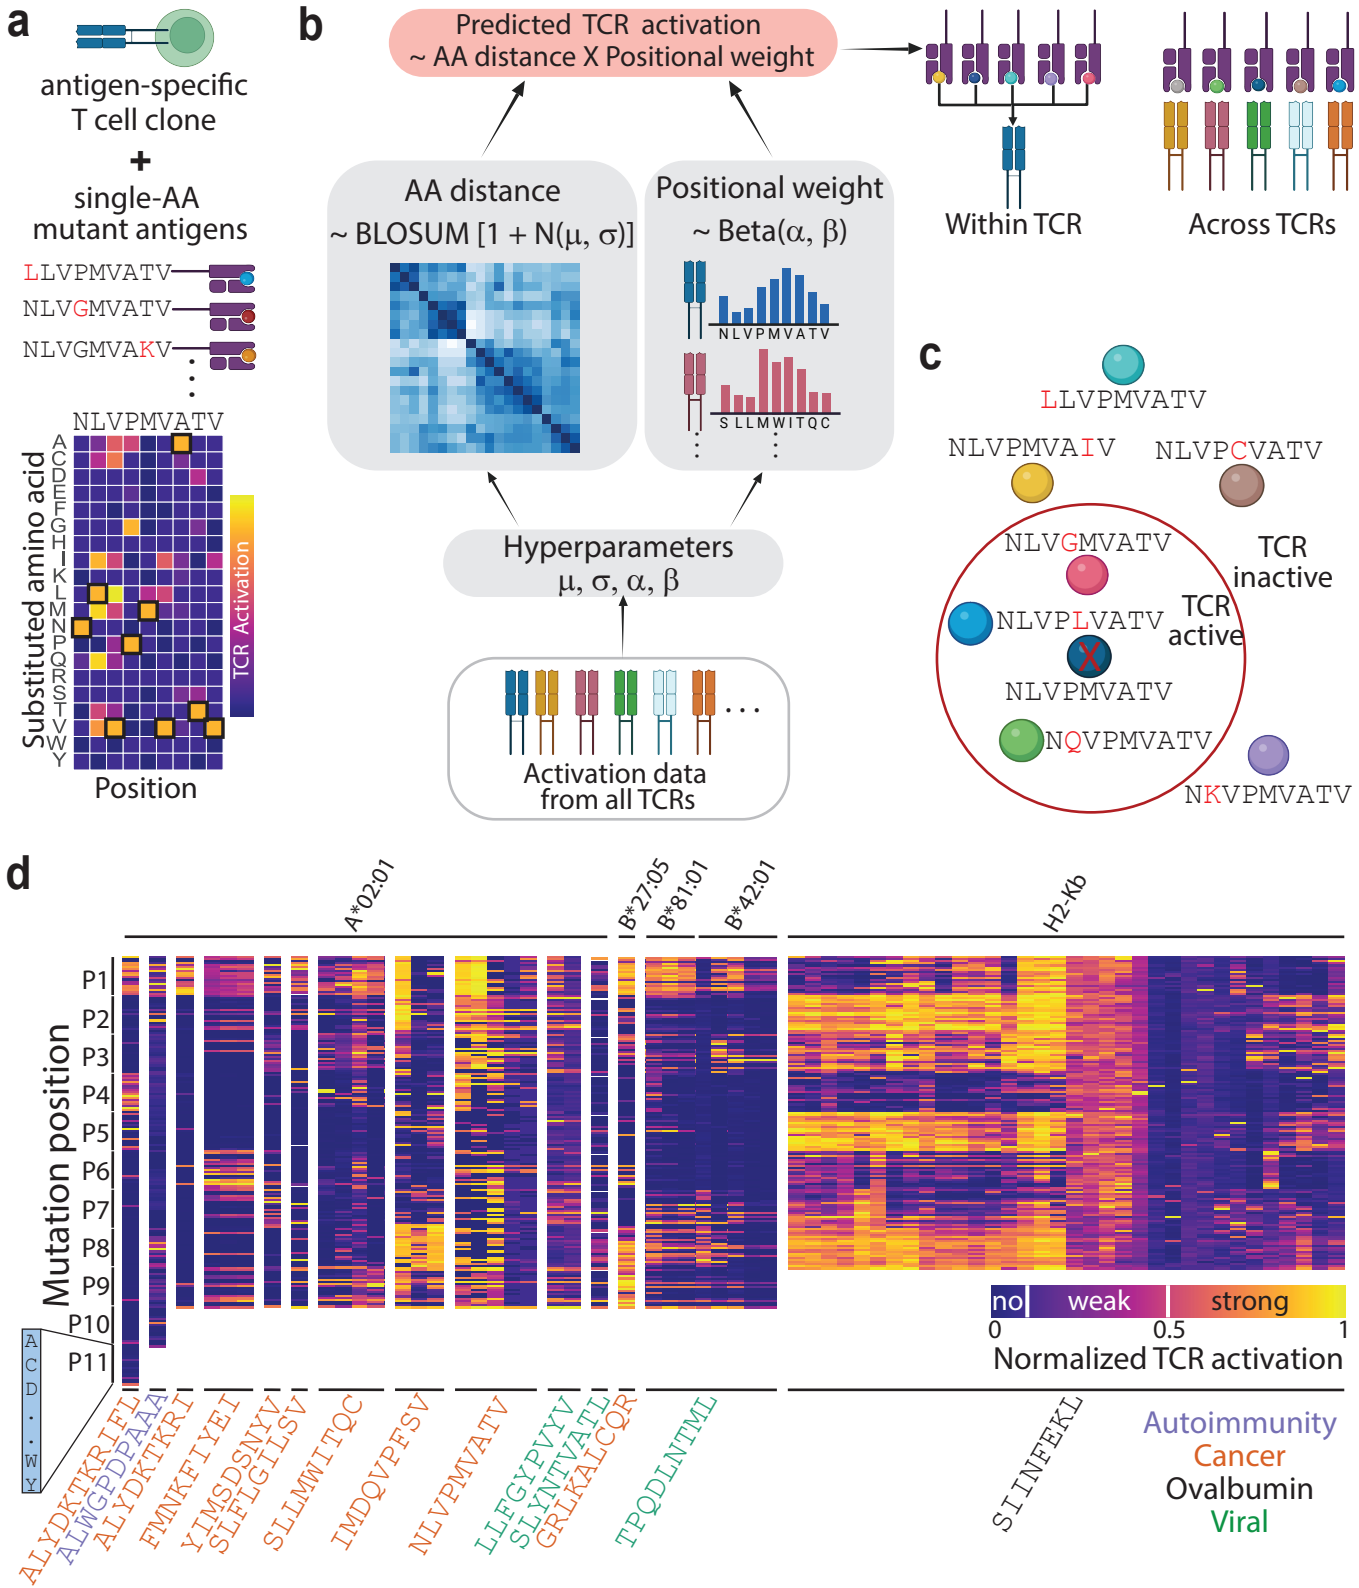 a
antigen-specific
T cell clone
+
single-AA
mutant antigens
LLVPMVATV
NLVGMVATV
NLVGMVAKV
NLVPMVATV
Substituted amino acid
A
C
D
E
F
G
H
I
K
L
M
N
P
Q
R
S
T
V
W
Y
TCR Activation
Position
b
Predicted TCR activation
~ AA distance X Positional weight
AA distance
~ BLOSUM [1 + N(μ, σ)]
Positional weight
~ Beta(α, β)
NLVPMVATV
SLLMWITQC
Hyperparameters
μ, σ, α, β
Activation data
from all TCRs
...
Within TCR
Across TCRs
c
LLVPMVATV
NLVPMVAIV
NLVPCVATV
NLVGMVATV
TCR
inactive
NLVPLVATV
TCR
active
X
NLVPMVATV
NQVPMVATV
NKVPMVATV
d
A*02:01
B*27:05
B*81:01
B*42:01
H2-Kb
Mutation position
P1
P2
P3
P4
P5
P6
P7
P8
P9
P10
P11
A
C
D
.
.
W
Y
no weak strong
0 0.5 1
Normalized TCR activation
ALYDKTKRIFL
ALWGPDPAAA
ALYDKTKRI
FMNKFIYEI
YIMSDSNYV
SLFLGILSV
SLLMWITQC
IMDQVPFSV
NLVPMVATV
LLFGYPVYV
SLYNTVATL
GRLKALCQR
TPQDLNTML
SIINFEKL
Autoimmunity
Cancer
Ovalbumin
Viral